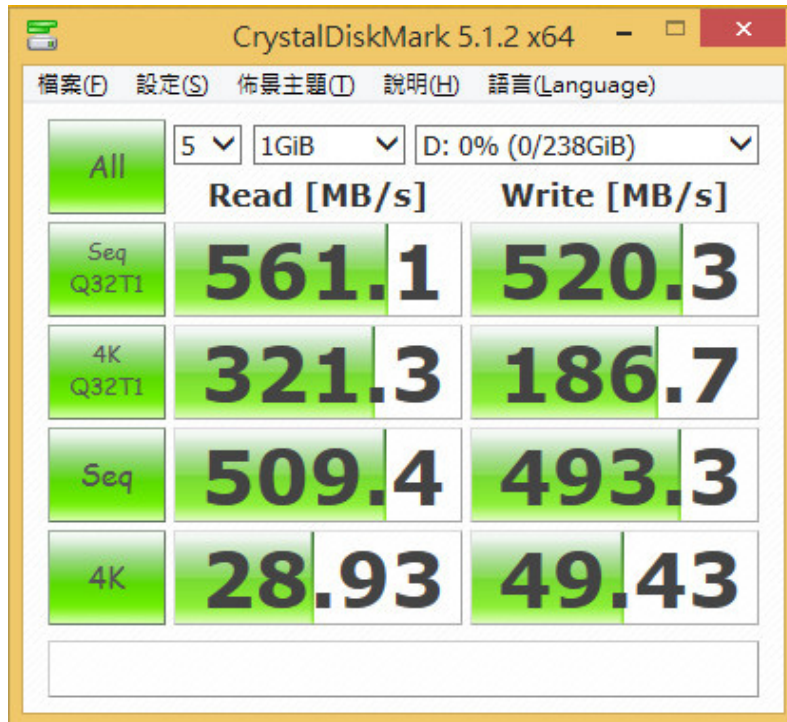 CrystalDiskMark 5.1.2 x64
檔案(F) 設定(S) 佈景主題(T) 說明(H) 語言(Language)
All 5 1GiB D: 0% (0/238GiB)
Read [MB/s] Write [MB/s]
Seq Q32T1 561.1 520.3
4K Q32T1 321.3 186.7
Seq 509.4 493.3
4K 28.93 49.43